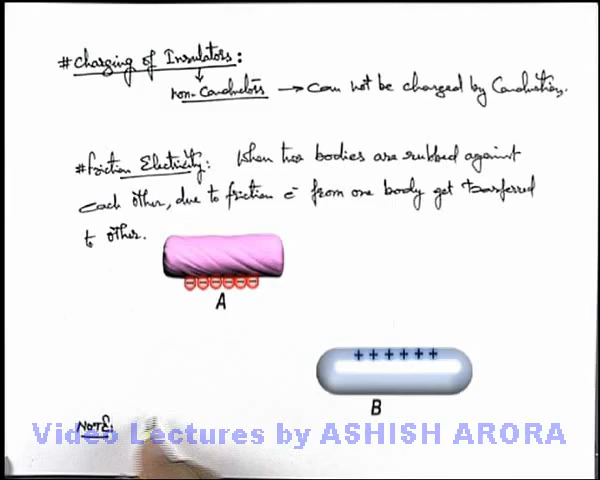 # Charging of Insulators:
non-Conductors → can not be charged by Conduction.
# Friction Electricity: When two bodies are rubbed against
each other, due to friction e⁻ from one body get transferred
to other.
− − − − − −
A
+ + + + + +
B
NOTE:
Video Lectures by ASHISH ARORA